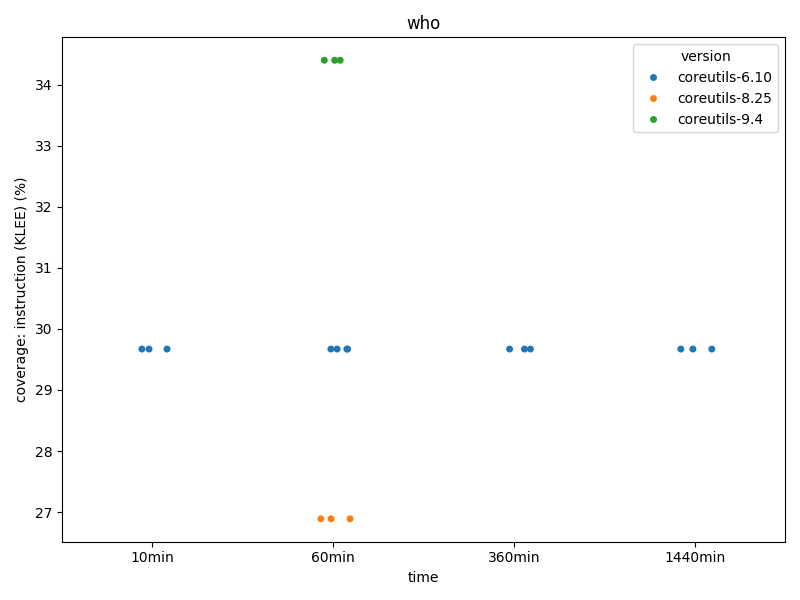 who
version
coreutils-6.10
coreutils-8.25
coreutils-9.4
coverage: instruction (KLEE) (%)
34
33
32
31
30
29
28
27
10min
60min
360min
1440min
time